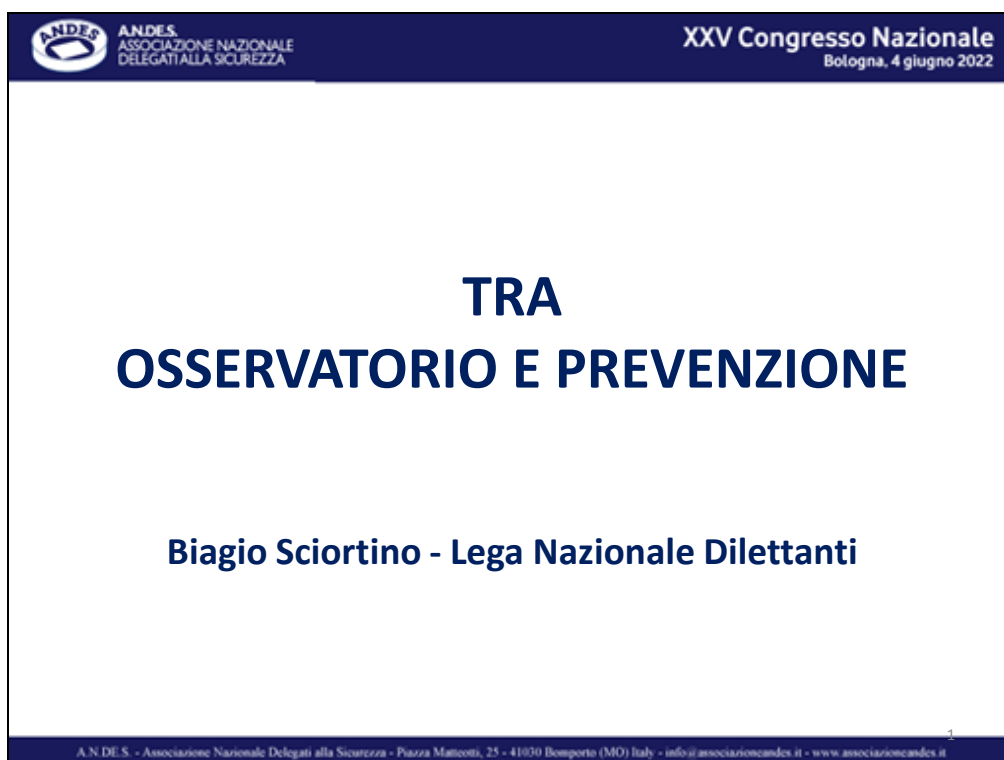 ANDES
A.N.DE.S.
ASSOCIAZIONE NAZIONALE
DELEGATI ALLA SICUREZZA
XXV Congresso Nazionale
Bologna, 4 giugno 2022
TRA
OSSERVATORIO E PREVENZIONE
Biagio Sciortino - Lega Nazionale Dilettanti
1
A.N.DE.S. - Associazione Nazionale Delegati alla Sicurezza - Piazza Matteotti, 25 - 41030 Bomporto (MO) Italy - info@associazioneandes.it - www.associazioneandes.it